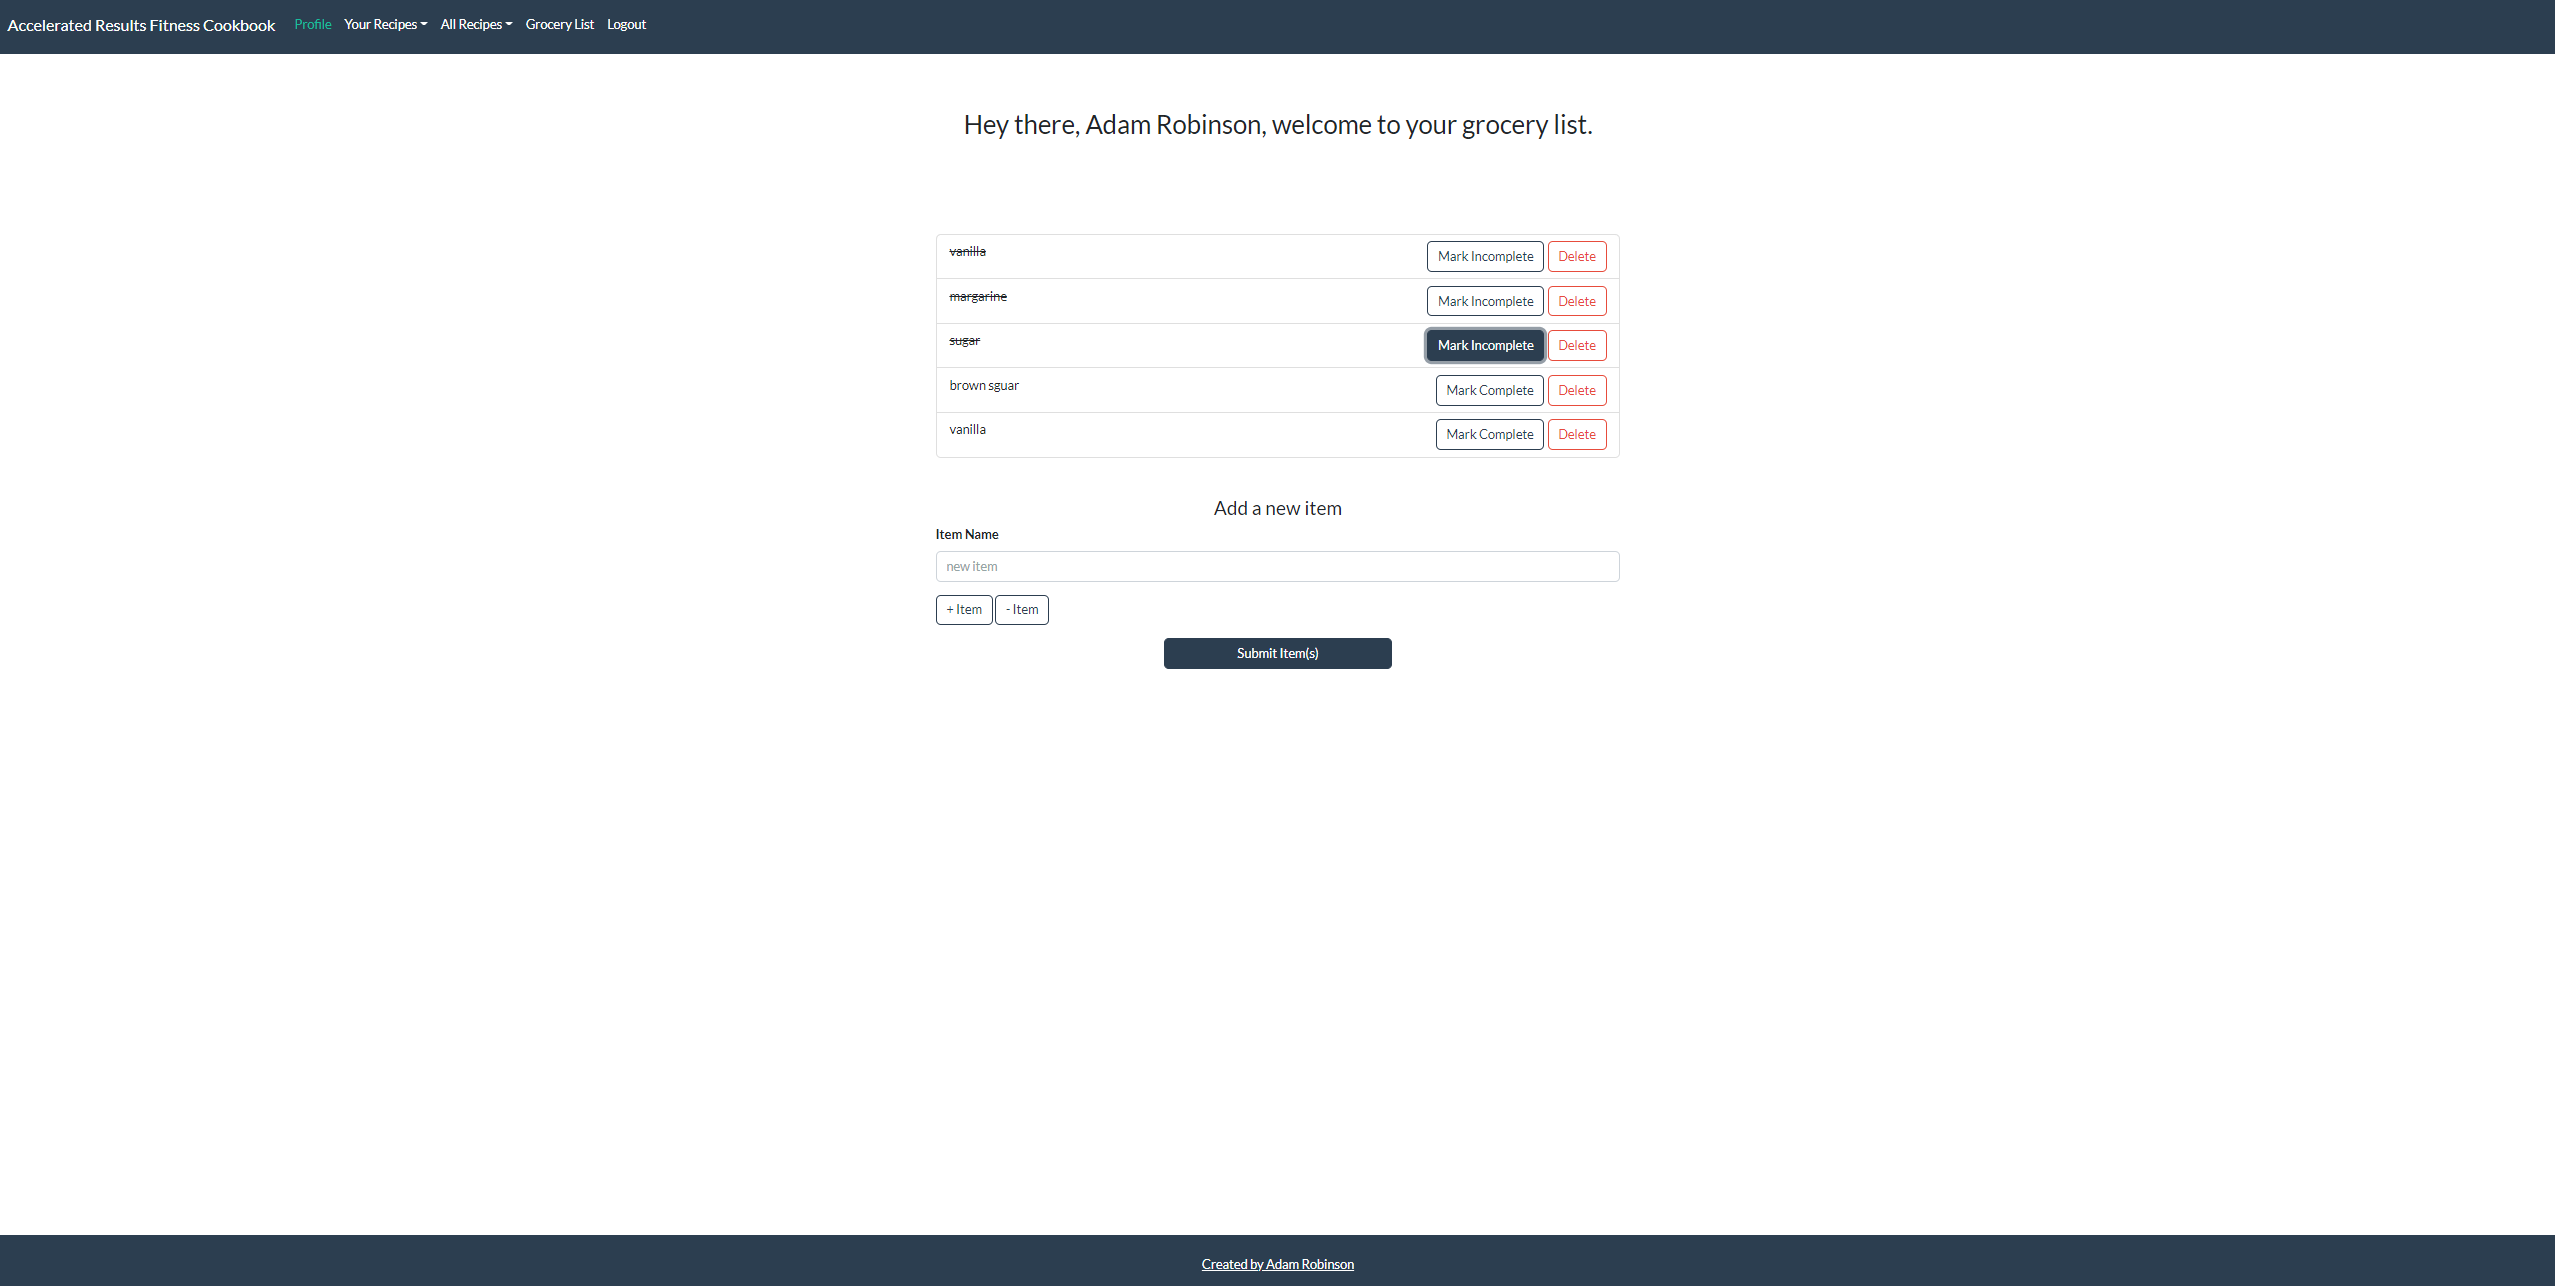 Accelerated Results Fitness Cookbook Profile Your Recipes All Recipes Grocery List Logout
Hey there, Adam Robinson, welcome to your grocery list.
vanilla Mark Incomplete Delete
margarine Mark Incomplete Delete
sugar Mark Incomplete Delete
brown sguar Mark Complete Delete
vanilla Mark Complete Delete
Add a new item
Item Name
new item
+ Item - Item
Submit Item(s)
Created by Adam Robinson